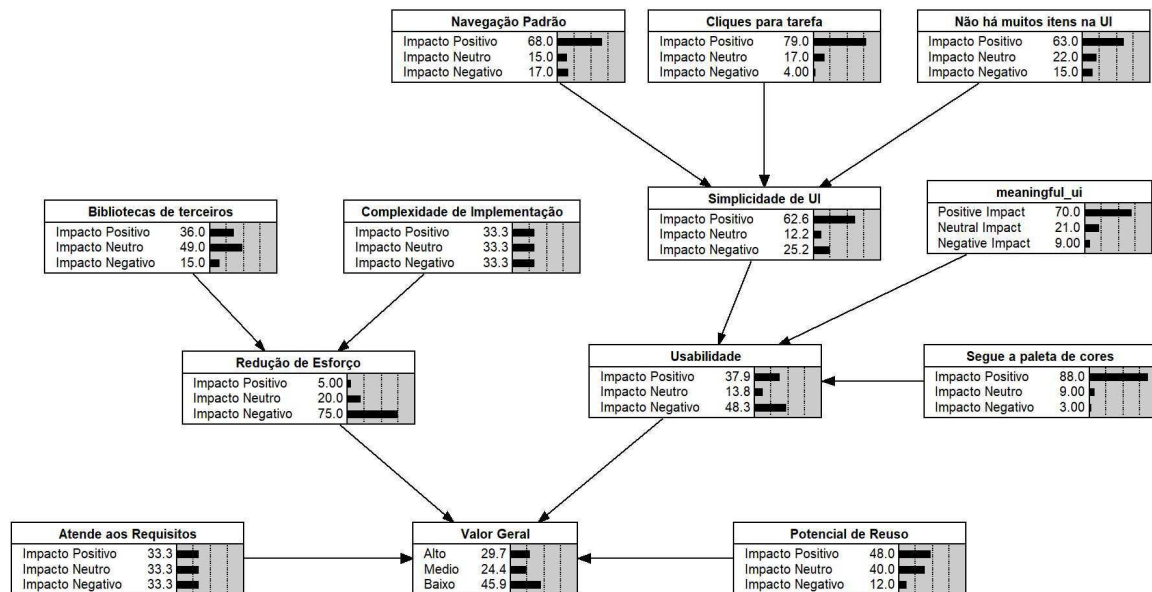 Navegação Padrão
Impacto Positivo 68.0
Impacto Neutro 15.0
Impacto Negativo 17.0
Cliques para tarefa
Impacto Positivo 79.0
Impacto Neutro 17.0
Impacto Negativo 4.00
Não há muitos itens na UI
Impacto Positivo 63.0
Impacto Neutro 22.0
Impacto Negativo 15.0
Bibliotecas de terceiros
Impacto Positivo 36.0
Impacto Neutro 49.0
Impacto Negativo 15.0
Complexidade de Implementação
Impacto Positivo 33.3
Impacto Neutro 33.3
Impacto Negativo 33.3
Simplicidade de UI
Impacto Positivo 62.6
Impacto Neutro 12.2
Impacto Negativo 25.2
meaningful_ui
Positive Impact 70.0
Neutral Impact 21.0
Negative Impact 9.00
Redução de Esforço
Impacto Positivo 5.00
Impacto Neutro 20.0
Impacto Negativo 75.0
Usabilidade
Impacto Positivo 37.9
Impacto Neutro 13.8
Impacto Negativo 48.3
Segue a paleta de cores
Impacto Positivo 88.0
Impacto Neutro 9.00
Impacto Negativo 3.00
Atende aos Requisitos
Impacto Positivo 33.3
Impacto Neutro 33.3
Impacto Negativo 33.3
Valor Geral
Alto 29.7
Medio 24.4
Baixo 45.9
Potencial de Reuso
Impacto Positivo 48.0
Impacto Neutro 40.0
Impacto Negativo 12.0